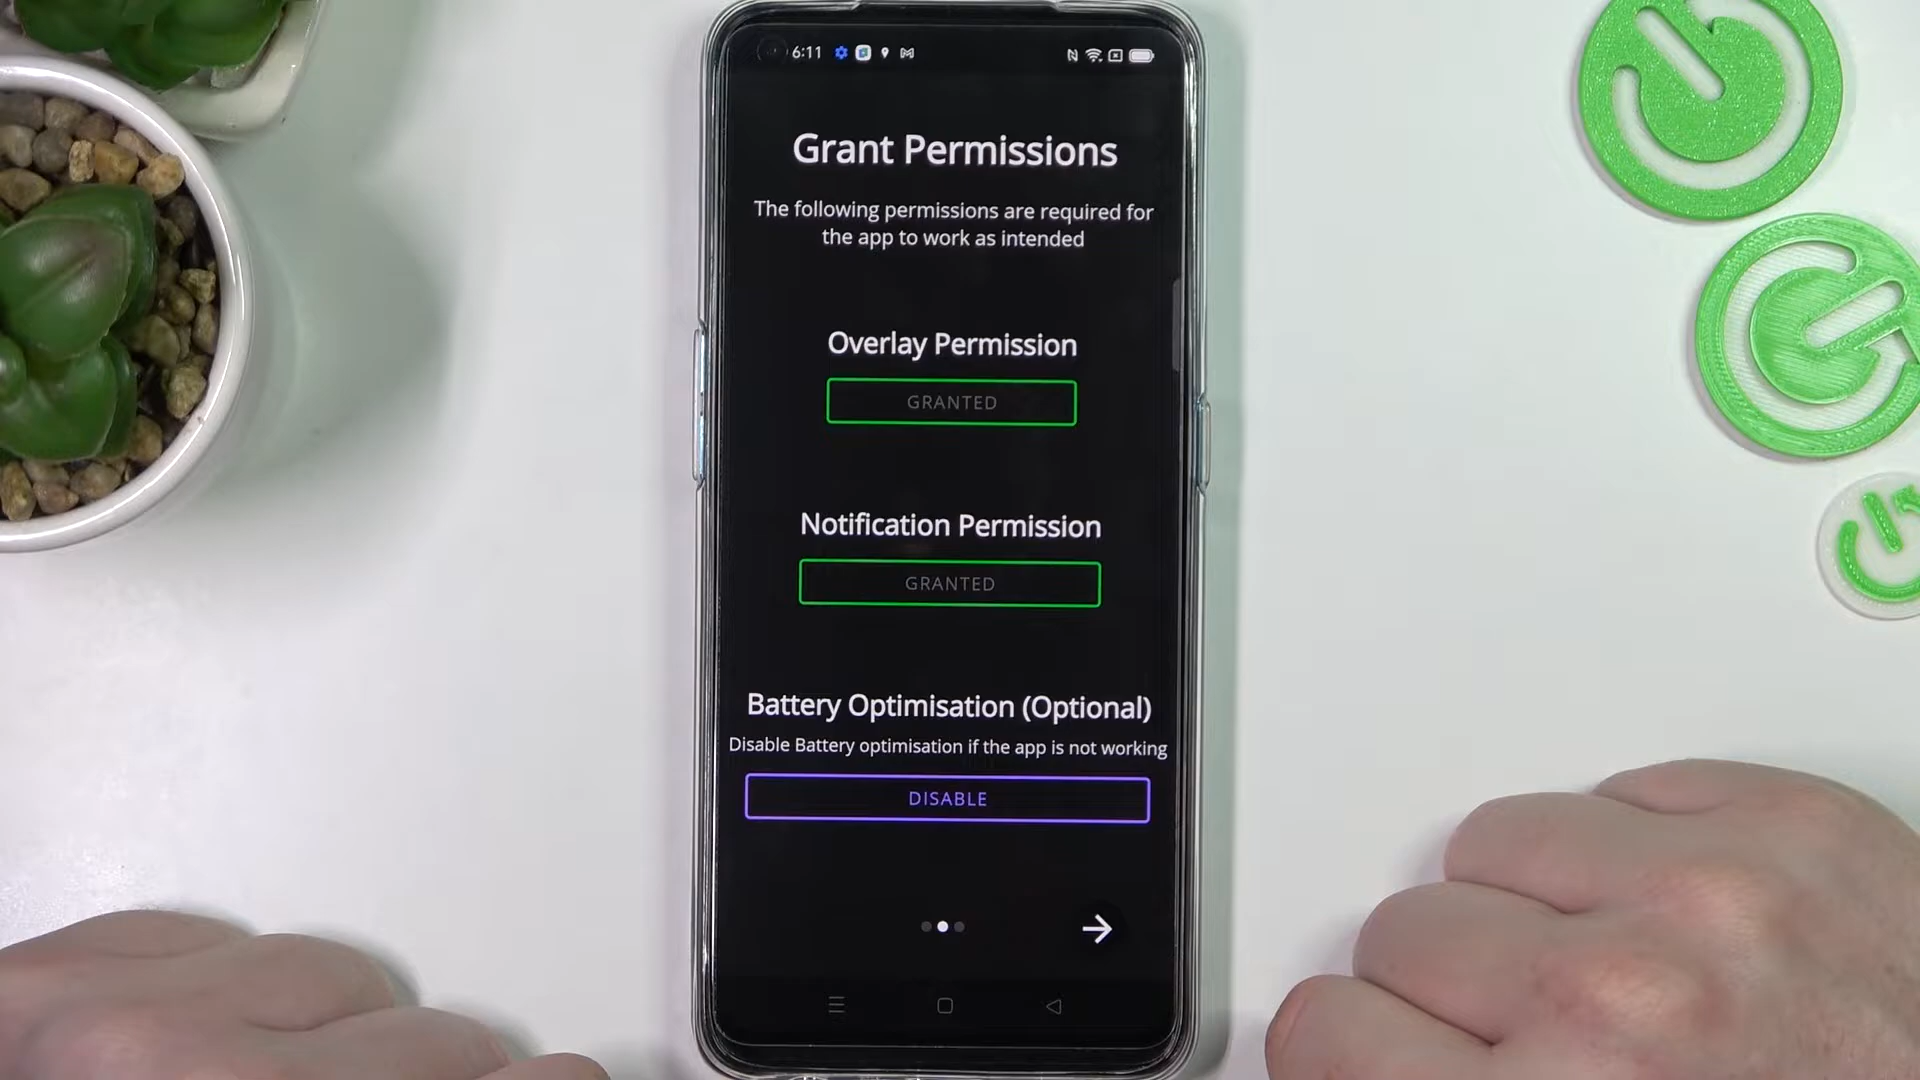 6:11
Grant Permissions
The following permissions are required for
the app to work as intended
Overlay Permission
GRANTED
Notification Permission
GRANTED
Battery Optimisation (Optional)
Disable Battery optimisation if the app is not working
DISABLE